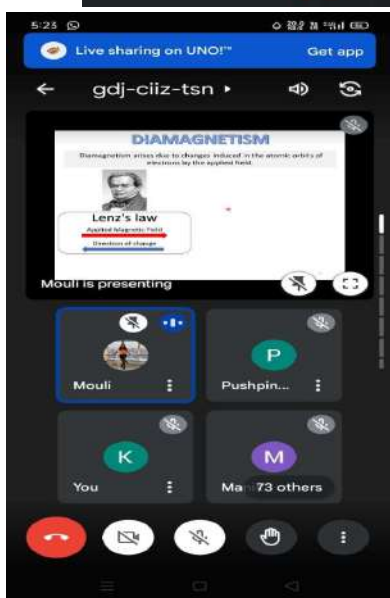 5:23
Live sharing on UNO!™ Get app
gdj-ciiz-tsn
DIAMAGNETISM
Diamagnetism arises due to changes induced in the atomic orbits of
electrons by the applied field.
Lenz's law
Applied Magnetic Field
Direction of change
Mouli is presenting
Mouli
P
Pushpin...
K
You
M
Ma 73 others